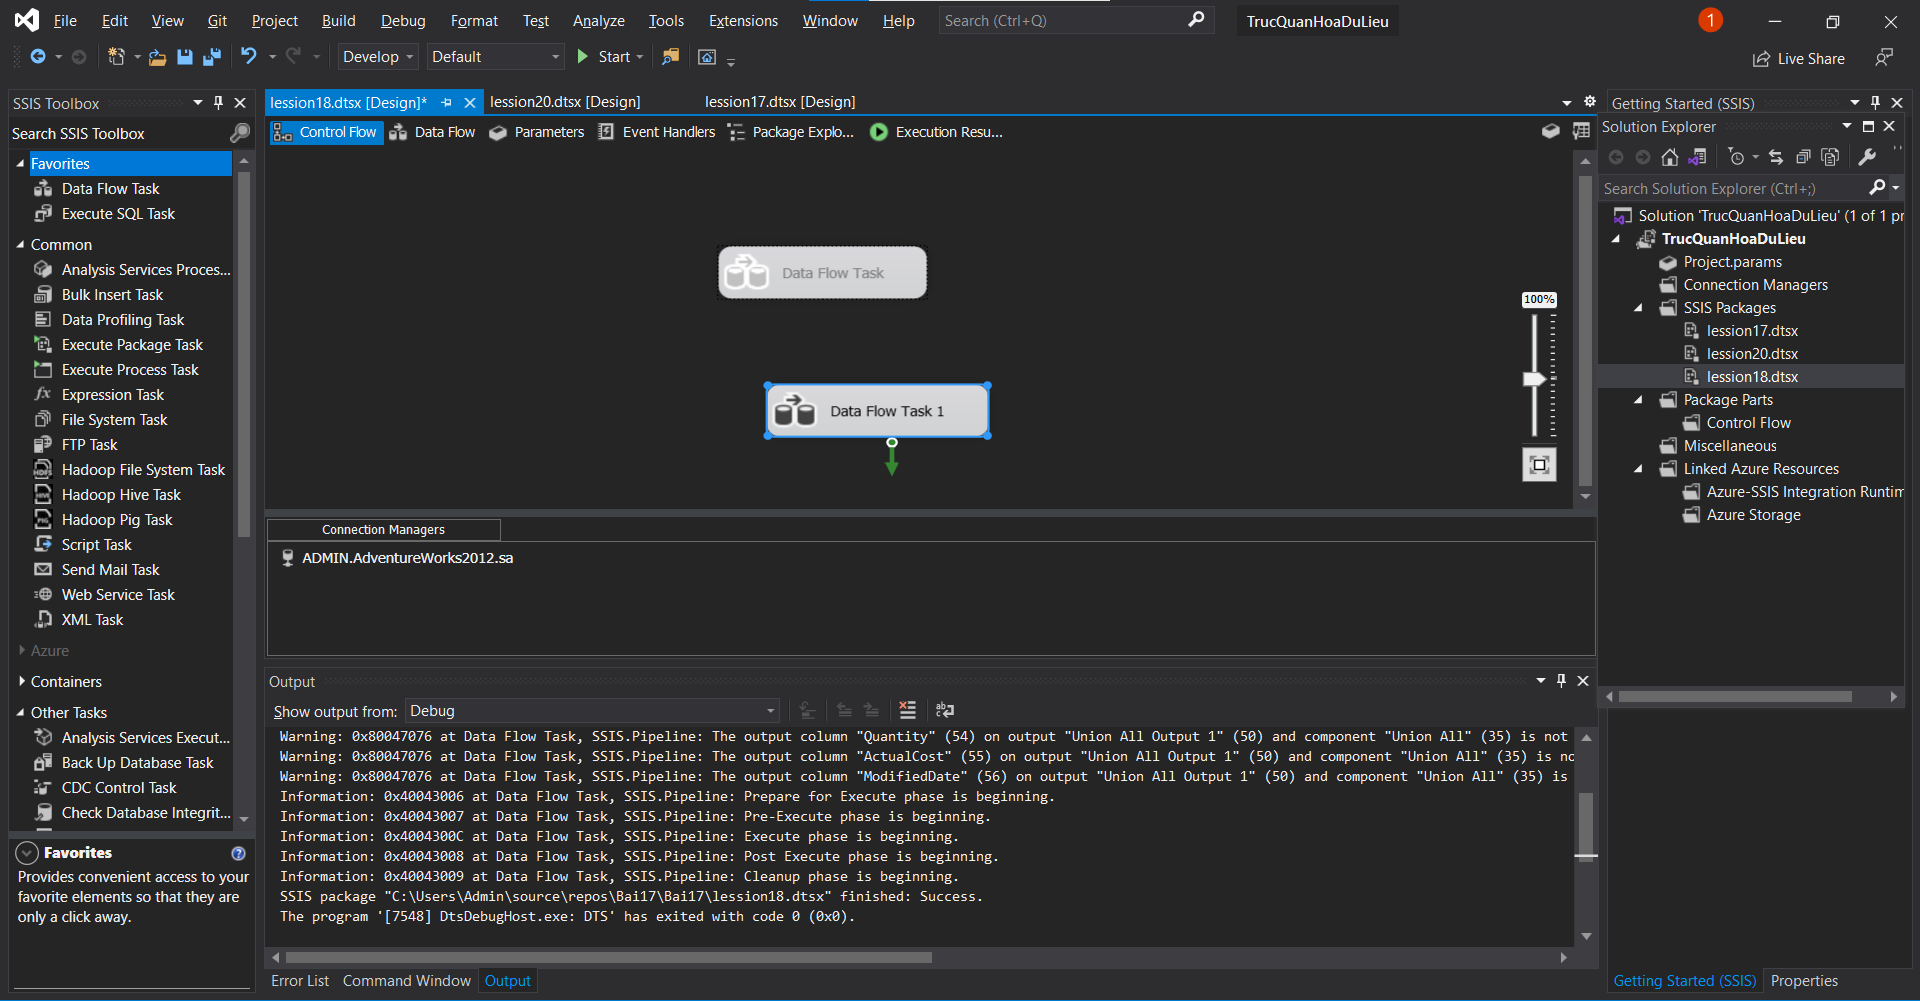 File Edit View Git Project Build Debug Format Test Analyze Tools Extensions Window Help Search (Ctrl+Q) TrucQuanHoaDuLieu 1
Develop Default Start Live Share
SSIS Toolbox
Search SSIS Toolbox
Favorites
Data Flow Task
Execute SQL Task
Common
Analysis Services Proces...
Bulk Insert Task
Data Profiling Task
Execute Package Task
Execute Process Task
Expression Task
File System Task
FTP Task
Hadoop File System Task
Hadoop Hive Task
Hadoop Pig Task
Script Task
Send Mail Task
Web Service Task
XML Task
Azure
Containers
Other Tasks
Analysis Services Execut...
Back Up Database Task
CDC Control Task
Check Database Integrit...
Favorites
Provides convenient access to your
favorite elements so that they are
only a click away.
lession18.dtsx [Design]* lession20.dtsx [Design] lession17.dtsx [Design]
Control Flow Data Flow Parameters Event Handlers Package Explo... Execution Resu...
Data Flow Task
100%
Data Flow Task 1
Connection Managers
ADMIN.AdventureWorks2012.sa
Output
Show output from: Debug
Warning: 0x80047076 at Data Flow Task, SSIS.Pipeline: The output column "Quantity" (54) on output "Union All Output 1" (50) and component "Union All" (35) is not
Warning: 0x80047076 at Data Flow Task, SSIS.Pipeline: The output column "ActualCost" (55) on output "Union All Output 1" (50) and component "Union All" (35) is no
Warning: 0x80047076 at Data Flow Task, SSIS.Pipeline: The output column "ModifiedDate" (56) on output "Union All Output 1" (50) and component "Union All" (35) is
Information: 0x40043006 at Data Flow Task, SSIS.Pipeline: Prepare for Execute phase is beginning.
Information: 0x40043007 at Data Flow Task, SSIS.Pipeline: Pre-Execute phase is beginning.
Information: 0x4004300C at Data Flow Task, SSIS.Pipeline: Execute phase is beginning.
Information: 0x40043008 at Data Flow Task, SSIS.Pipeline: Post Execute phase is beginning.
Information: 0x40043009 at Data Flow Task, SSIS.Pipeline: Cleanup phase is beginning.
SSIS package "C:\Users\Admin\source\repos\Bai17\Bai17\lession18.dtsx" finished: Success.
The program '[7548] DtsDebugHost.exe: DTS' has exited with code 0 (0x0).
Error List Command Window Output
Getting Started (SSIS)
Solution Explorer
Search Solution Explorer (Ctrl+;)
Solution 'TrucQuanHoaDuLieu' (1 of 1 pr
TrucQuanHoaDuLieu
Project.params
Connection Managers
SSIS Packages
lession17.dtsx
lession20.dtsx
lession18.dtsx
Package Parts
Control Flow
Miscellaneous
Linked Azure Resources
Azure-SSIS Integration Runtim
Azure Storage
Getting Started (SSIS) Properties